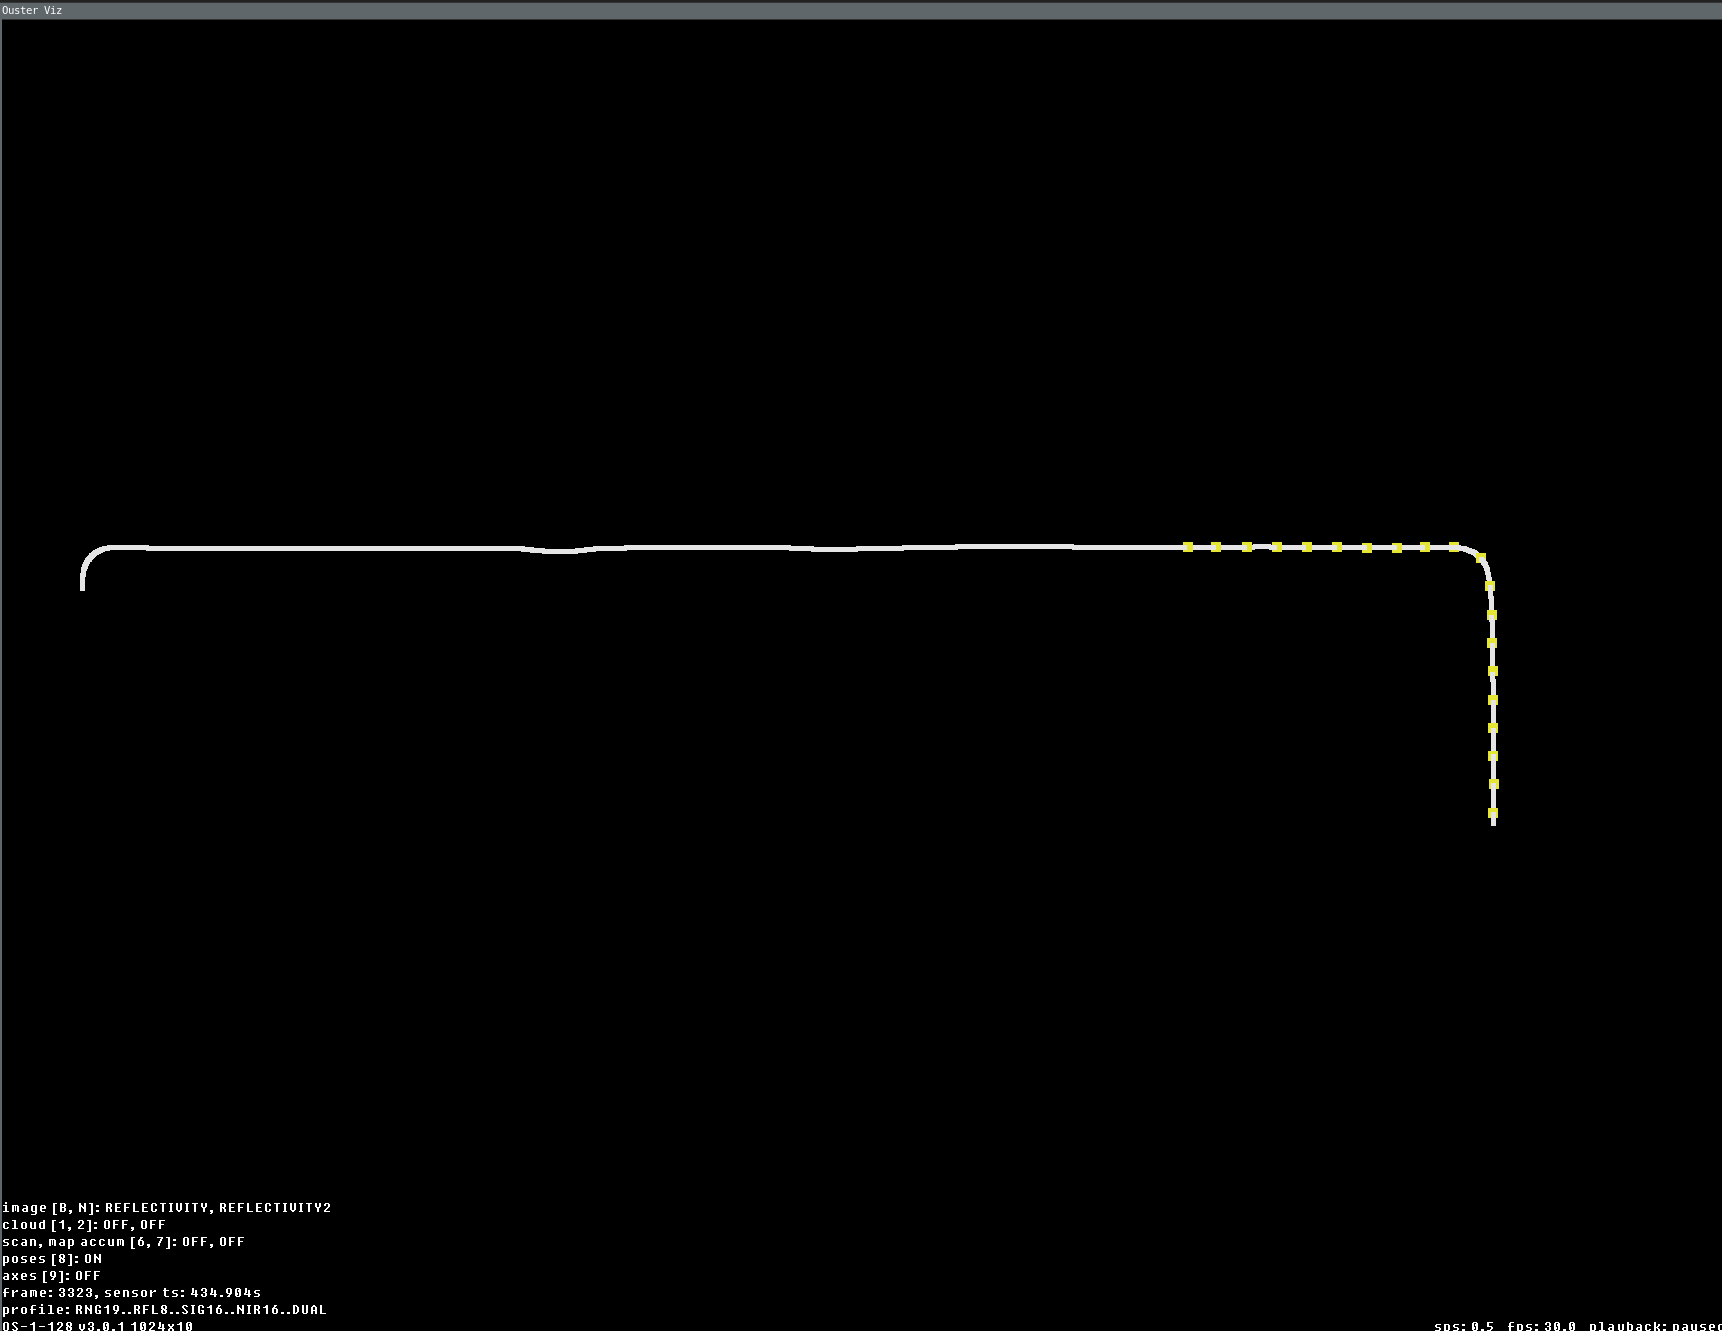 Ouster Viz
image [B, N]: REFLECTIVITY, REFLECTIVITY2
cloud [1, 2]: OFF, OFF
scan, map accum [6, 7]: OFF, OFF
poses [8]: ON
axes [9]: OFF
frame: 3323, sensor ts: 434.904s
profile: RNG19..RFL8..SIG16..NIR16..DUAL
OS-1-128 v3.0.1 1024x10
sps: 0.5 fps: 30.0 playback: paused